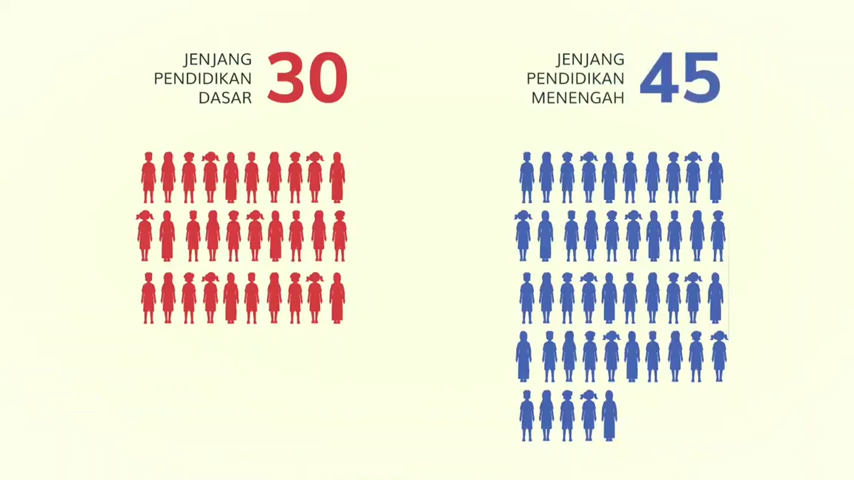 JENJANG
PENDIDIKAN
DASAR
30
JENJANG
PENDIDIKAN
MENENGAH
45